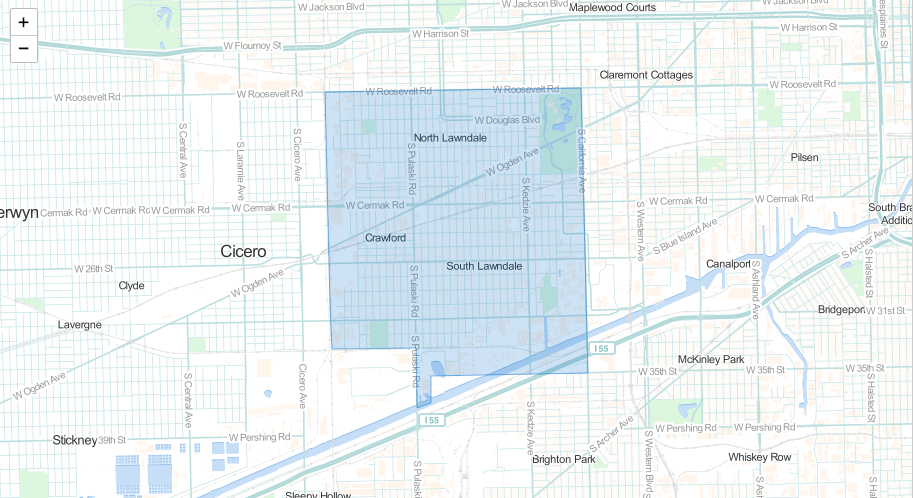 +
−
W Jackson Blvd
W Jackson Blvd
Maplewood Courts
W Harrison St
W Harrison St
W Flournoy St
Claremont Cottages
W Roosevelt Rd
W Roosevelt Rd
W Roosevelt Rd
W Roosevelt Rd
W Roosevelt Rd
W Douglas Blvd
North Lawndale
S Central Ave
S Laramie Ave
S Cicero Ave
S Pulaski Rd
W Ogden Ave
S California Ave
S Kedzie Ave
Pilsen
erwyn
Cermak Rd
W Cermak Rd
W Cermak Rd
W Cermak Rd
W Cermak Rd
W Cermak Rd
South Bra
Additic
S Western Ave
S Blue Island Ave
S Archer Ave
Crawford
Cicero
W 26th St
South Lawndale
Canalport
Clyde
W Ogden Ave
S Pulaski Rd
S Ashland Ave
S Halsted St
Lavergne
Bridgepor
W 31st St
S Pulaski Rd
I 55
McKinley Park
W Ogden Ave
S Central Ave
S Cicero Ave
W 35th St
W 35th St
W 35th St
S Halsted St
I 55
S Kedzie Ave
S Archer Ave
W Pershing Rd
W Pershing Rd
Stickney
39th St
W Pershing Rd
S Western Blvd
Brighton Park
Whiskey Row
S Pulaski
Sleepy Hollow